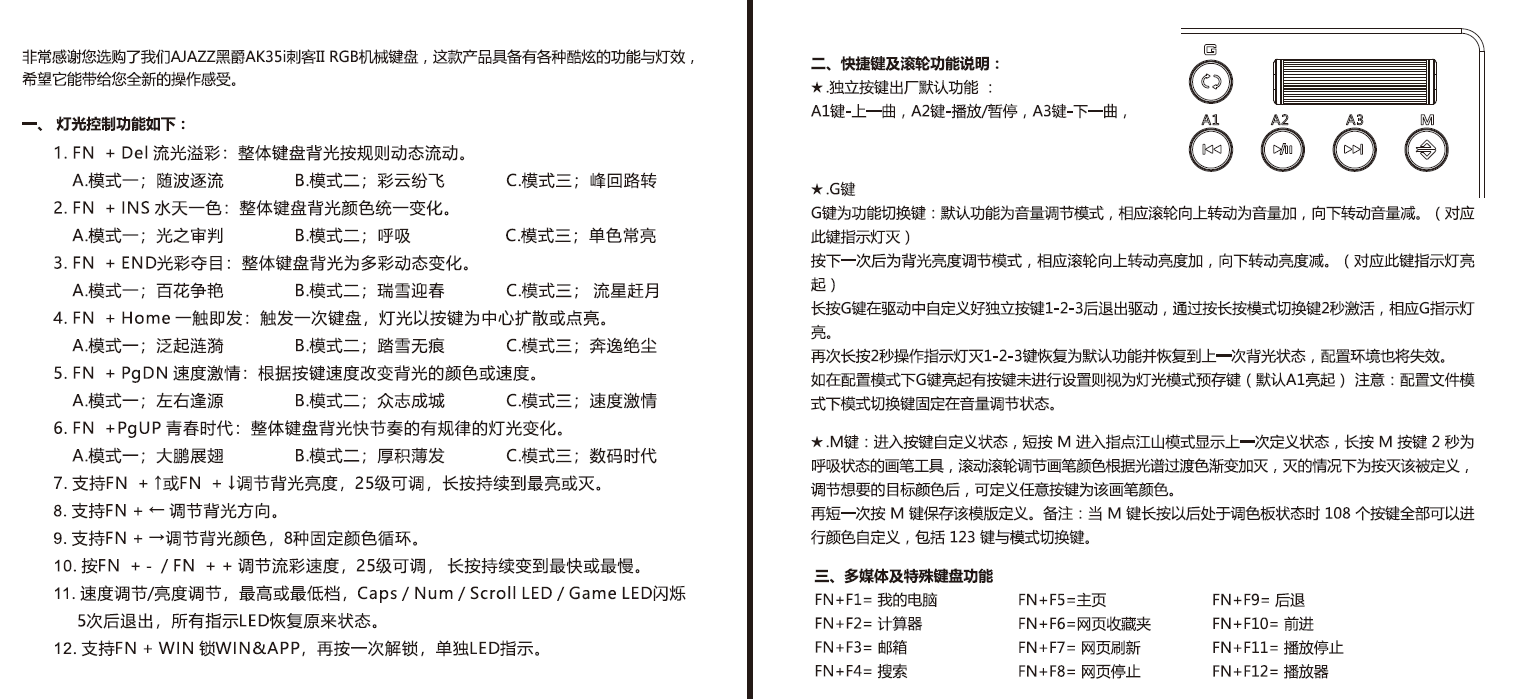 非常感谢您选购了我们AJAZZ黑爵AK35i刺客II RGB机械键盘，这款产品具备有各种酷炫的功能与灯效，
希望它能带给您全新的操作感受。
一、 灯光控制功能如下：
1. FN + Del 流光溢彩：整体键盘背光按规则动态流动。
A.模式一；随波逐流 B.模式二；彩云纷飞 C.模式三；峰回路转
2. FN + INS 水天一色：整体键盘背光颜色统一变化。
A.模式一；光之审判 B.模式二；呼吸 C.模式三；单色常亮
3. FN + END光彩夺目：整体键盘背光为多彩动态变化。
A.模式一；百花争艳 B.模式二；瑞雪迎春 C.模式三； 流星赶月
4. FN + Home 一触即发：触发一次键盘，灯光以按键为中心扩散或点亮。
A.模式一；泛起涟漪 B.模式二；踏雪无痕 C.模式三；奔逸绝尘
5. FN + PgDN 速度激情：根据按键速度改变背光的颜色或速度。
A.模式一；左右逢源 B.模式二；众志成城 C.模式三；速度激情
6. FN +PgUP 青春时代：整体键盘背光快节奏的有规律的灯光变化。
A.模式一；大鹏展翅 B.模式二；厚积薄发 C.模式三；数码时代
7. 支持FN + ↑或FN + ↓调节背光亮度，25级可调，长按持续到最亮或灭。
8. 支持FN + ← 调节背光方向。
9. 支持FN + →调节背光颜色，8种固定颜色循环。
10. 按FN + - / FN + + 调节流彩速度，25级可调， 长按持续变到最快或最慢。
11. 速度调节/亮度调节，最高或最低档，Caps / Num / Scroll LED / Game LED闪烁
5次后退出，所有指示LED恢复原来状态。
12. 支持FN + WIN 锁WIN&APP，再按一次解锁，单独LED指示。
二、快捷键及滚轮功能说明：
★.独立按键出厂默认功能 ：
A1键-上一曲，A2键-播放/暂停，A3键-下一曲，
G
A1 A2 A3 M
★.G键
G键为功能切换键：默认功能为音量调节模式，相应滚轮向上转动为音量加，向下转动音量减。（对应
此键指示灯灭）
按下一次后为背光亮度调节模式，相应滚轮向上转动亮度加，向下转动亮度减。（对应此键指示灯亮
起）
长按G键在驱动中自定义好独立按键1-2-3后退出驱动，通过按长按模式切换键2秒激活，相应G指示灯
亮。
再次长按2秒操作指示灯灭1-2-3键恢复为默认功能并恢复到上一次背光状态，配置环境也将失效。
如在配置模式下G键亮起有按键未进行设置则视为灯光模式预存键（默认A1亮起） 注意：配置文件模
式下模式切换键固定在音量调节状态。
★.M键：进入按键自定义状态，短按 M 进入指点江山模式显示上一次定义状态，长按 M 按键 2 秒为
呼吸状态的画笔工具，滚动滚轮调节画笔颜色根据光谱过渡色渐变加灭，灭的情况下为按灭该被定义，
调节想要的目标颜色后，可定义任意按键为该画笔颜色。
再短一次按 M 键保存该模版定义。备注：当 M 键长按以后处于调色板状态时 108 个按键全部可以进
行颜色自定义，包括 123 键与模式切换键。
三、多媒体及特殊键盘功能
FN+F1= 我的电脑 FN+F5=主页 FN+F9= 后退
FN+F2= 计算器 FN+F6=网页收藏夹 FN+F10= 前进
FN+F3= 邮箱 FN+F7= 网页刷新 FN+F11= 播放停止
FN+F4= 搜索 FN+F8= 网页停止 FN+F12= 播放器